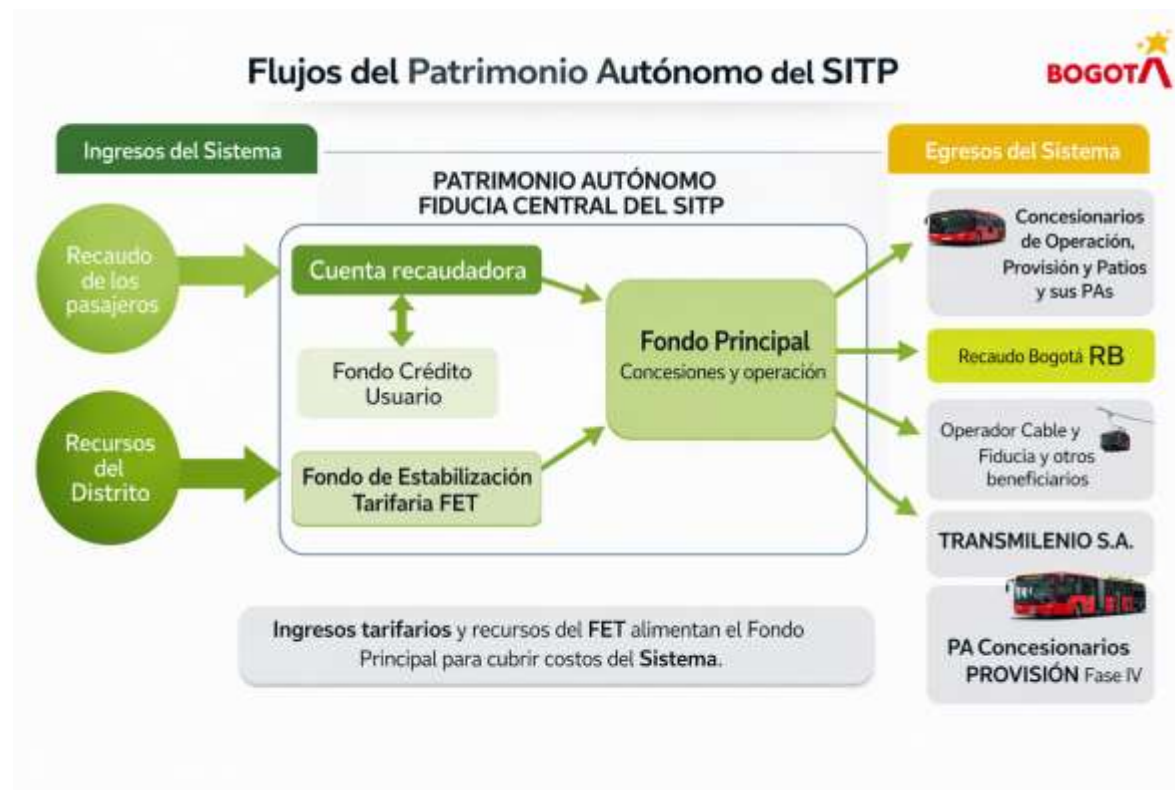 Flujos del Patrimonio Autónomo del SITP
BOGOTÁ
Ingresos del Sistema
Egresos del Sistema
PATRIMONIO AUTÓNOMO
FIDUCIA CENTRAL DEL SITP
Recaudo
de los
pasajeros
Cuenta recaudadora
Fondo Crédito
Usuario
Recursos
del
Distrito
Fondo de Estabilización
Tarifaria FET
Fondo Principal
Concesiones y operación
Concesionarios
de Operación,
Provisión y Patios
y sus PAs
Recaudo Bogotá RB
Operador Cable y
Fiducia y otros
beneficiarios
TRANSMILENIO S.A.
PA Concesionarios
PROVISIÓN Fase IV
Ingresos tarifarios y recursos del FET alimentan el Fondo
Principal para cubrir costos del Sistema.